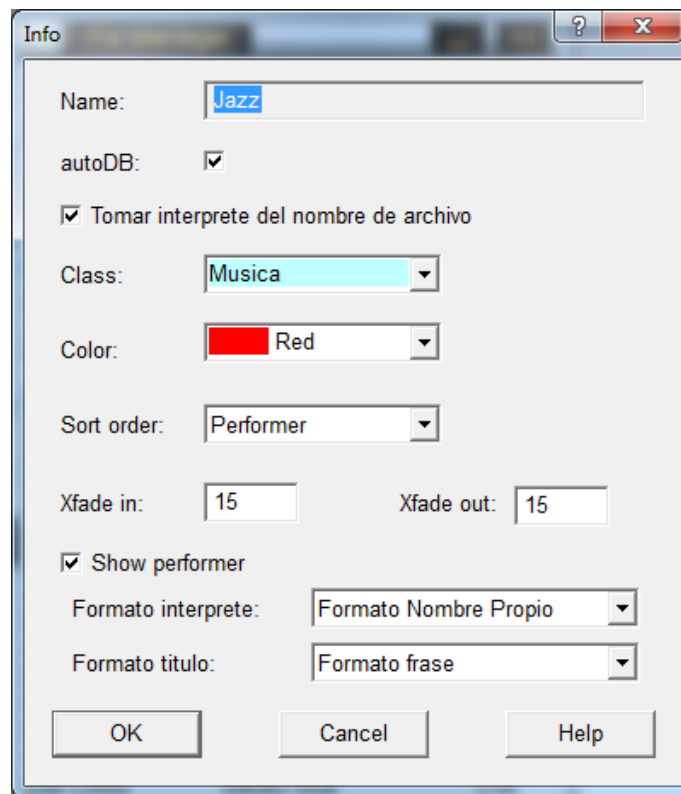 Info
Name: Jazz
autoDB:
Tomar interprete del nombre de archivo
Class: Musica
Color: Red
Sort order: Performer
Xfade in: 15 Xfade out: 15
Show performer
Formato interprete: Formato Nombre Propio
Formato titulo: Formato frase
OK Cancel Help